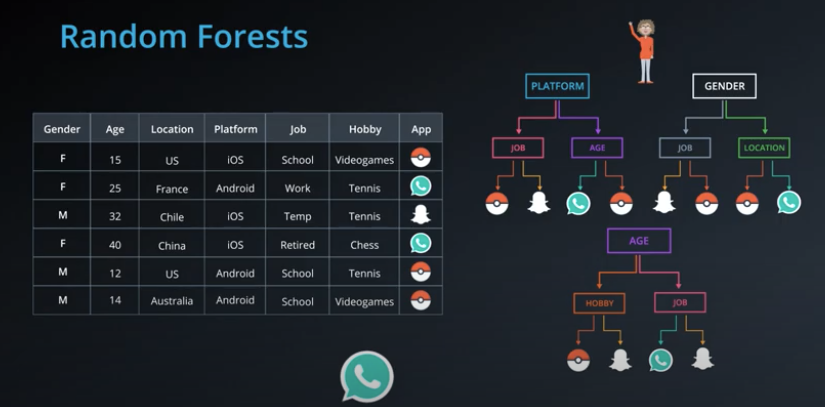 Random Forests
Gender Age Location Platform Job Hobby App
F 15 US iOS School Videogames
F 25 France Android Work Tennis
M 32 Chile iOS Temp Tennis
F 40 China iOS Retired Chess
M 12 US Android School Tennis
M 14 Australia Android School Videogames
PLATFORM GENDER
JOB AGE JOB LOCATION
AGE
HOBBY JOB